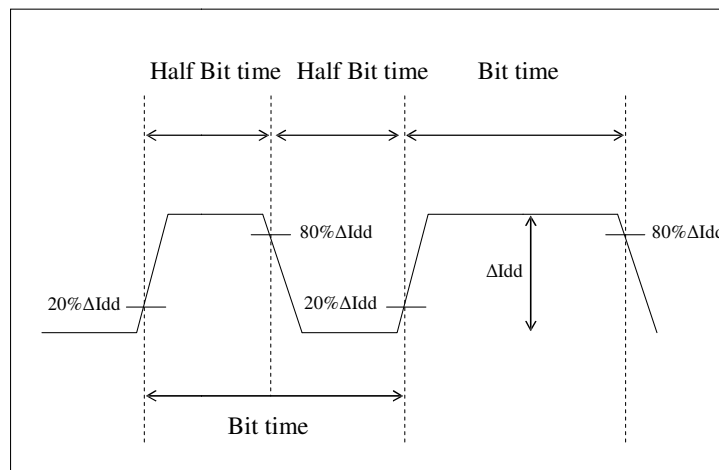 Half Bit time Half Bit time Bit time
80%ΔIdd 80%ΔIdd
ΔIdd
20%ΔIdd 20%ΔIdd
Bit time